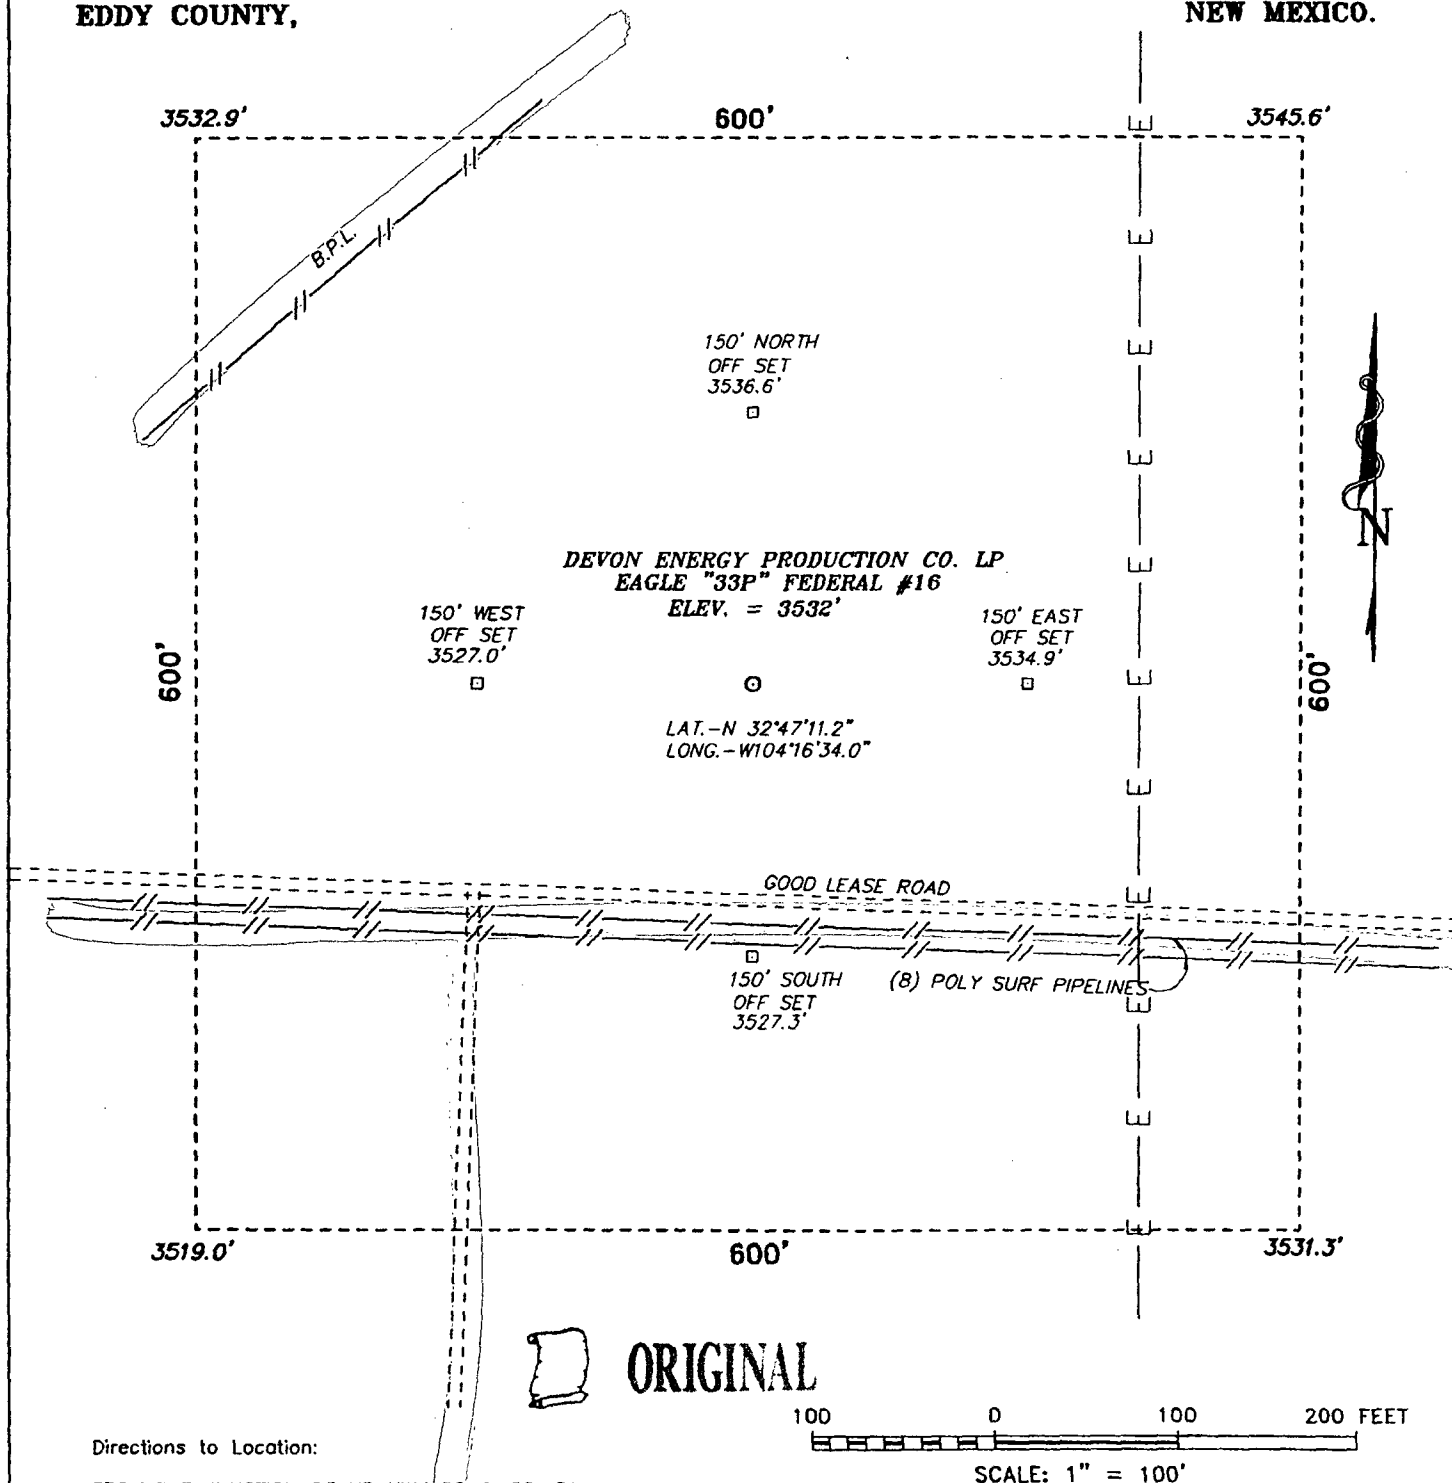 EDDY COUNTY,
NEW MEXICO.
3532.9'
600'
3545.6'
B.P.L.
150' NORTH
OFF SET
3536.6'
N
DEVON ENERGY PRODUCTION CO. LP
EAGLE "33P" FEDERAL #16
ELEV. = 3532'
150' WEST
OFF SET
3527.0'
150' EAST
OFF SET
3534.9'
600'
600'
LAT.-N 32°47'11.2"
LONG.-W104°16'34.0"
E
E
E
E
E
E
E
E
E
E
E
GOOD LEASE ROAD
150' SOUTH
OFF SET
3527.3'
(8) POLY SURF PIPELINES
3519.0'
600'
3531.3'
ORIGINAL
100 0 100 200 FEET
SCALE: 1" = 100'
Directions to Location: